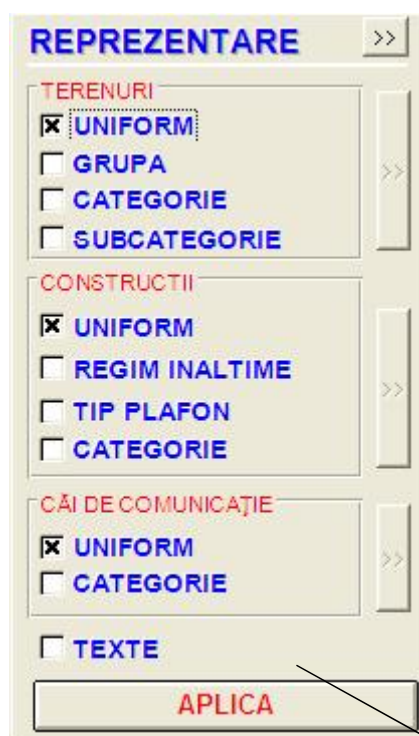 REPREZENTARE >>
TERENURI
UNIFORM
GRUPA
>>
CATEGORIE
SUBCATEGORIE
CONSTRUCTII
UNIFORM
REGIM INALTIME
>>
TIP PLAFON
CATEGORIE
CĂI DE COMUNICAŢIE
UNIFORM
>>
CATEGORIE
TEXTE
APLICA